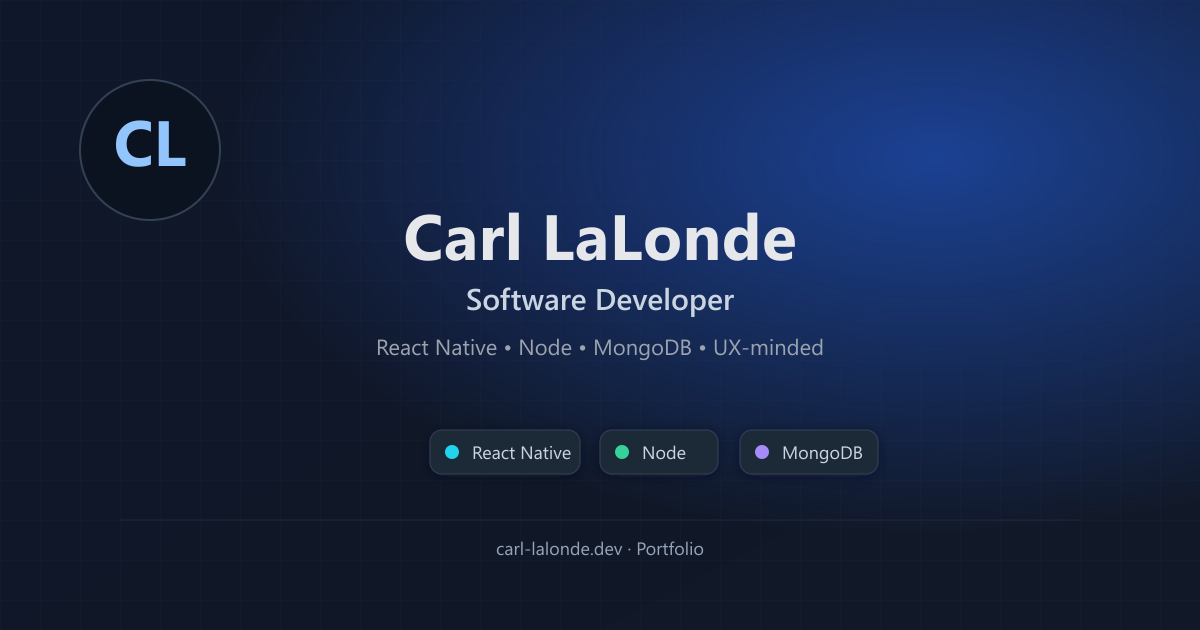 CL
Carl LaLonde
Software Developer
React Native • Node • MongoDB • UX-minded
React Native
Node
MongoDB
carl-lalonde.dev · Portfolio